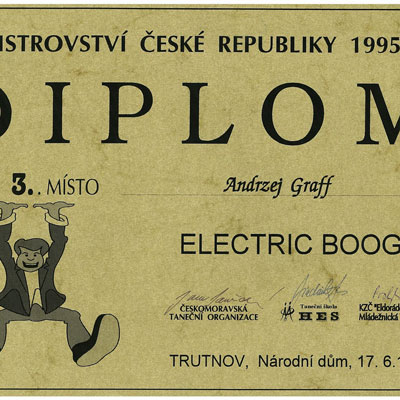 ISTROVSTVÍ ČESKÉ REPUBLIKY 1995
DIPLOM
3.. MÍSTO Andrzej Graff
ELECTRIC BOOG
ČESKOMORAVSKÁ
TANEČNÍ ORGANIZACE
Taneční škola
HES
KZČ "Eldorád
Mládežnická
TRUTNOV, Národní dům, 17. 6. 1